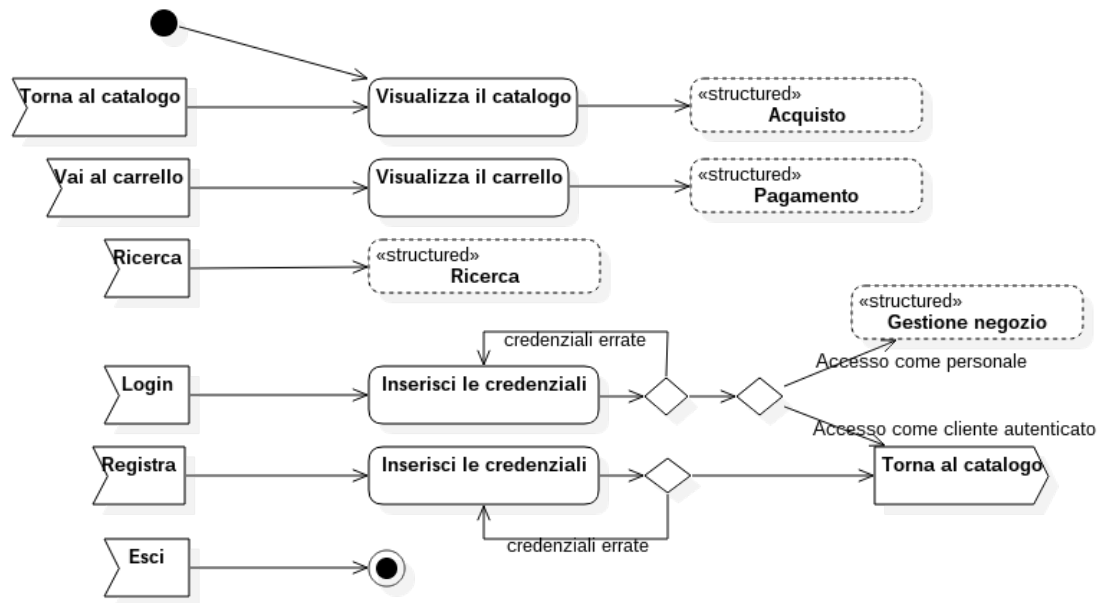 Torna al catalogo
Visualizza il catalogo
«structured»
Acquisto
Vai al carrello
Visualizza il carrello
«structured»
Pagamento
Ricerca
«structured»
Ricerca
«structured»
Gestione negozio
credenziali errate
Accesso come personale
Login
Inserisci le credenziali
Accesso come cliente autenticato
Registra
Inserisci le credenziali
Torna al catalogo
credenziali errate
Esci